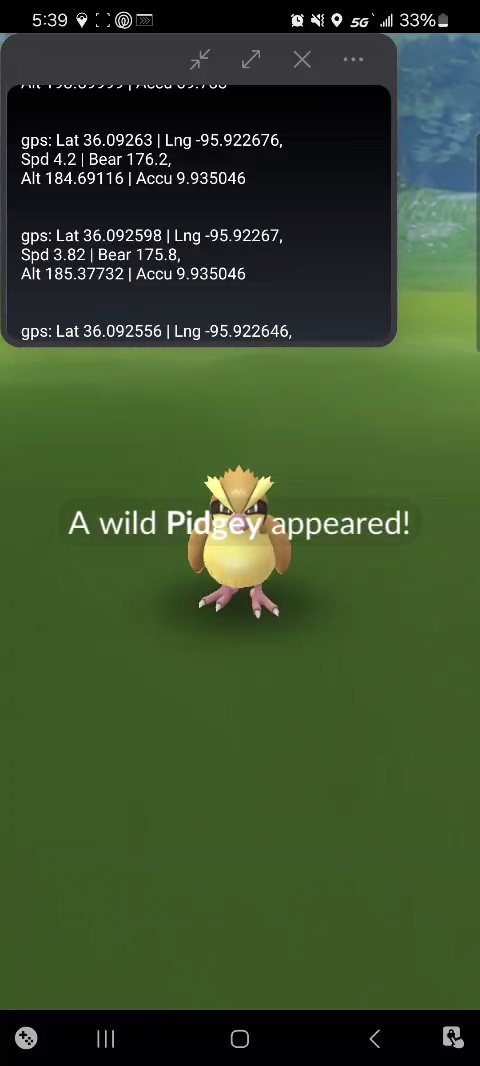 5:39
5G
33%
gps: Lat 36.09263 | Lng -95.922676,
Spd 4.2 | Bear 176.2,
Alt 184.69116 | Accu 9.935046
gps: Lat 36.092598 | Lng -95.92267,
Spd 3.82 | Bear 175.8,
Alt 185.37732 | Accu 9.935046
gps: Lat 36.092556 | Lng -95.922646,
A wild Pidgey appeared!